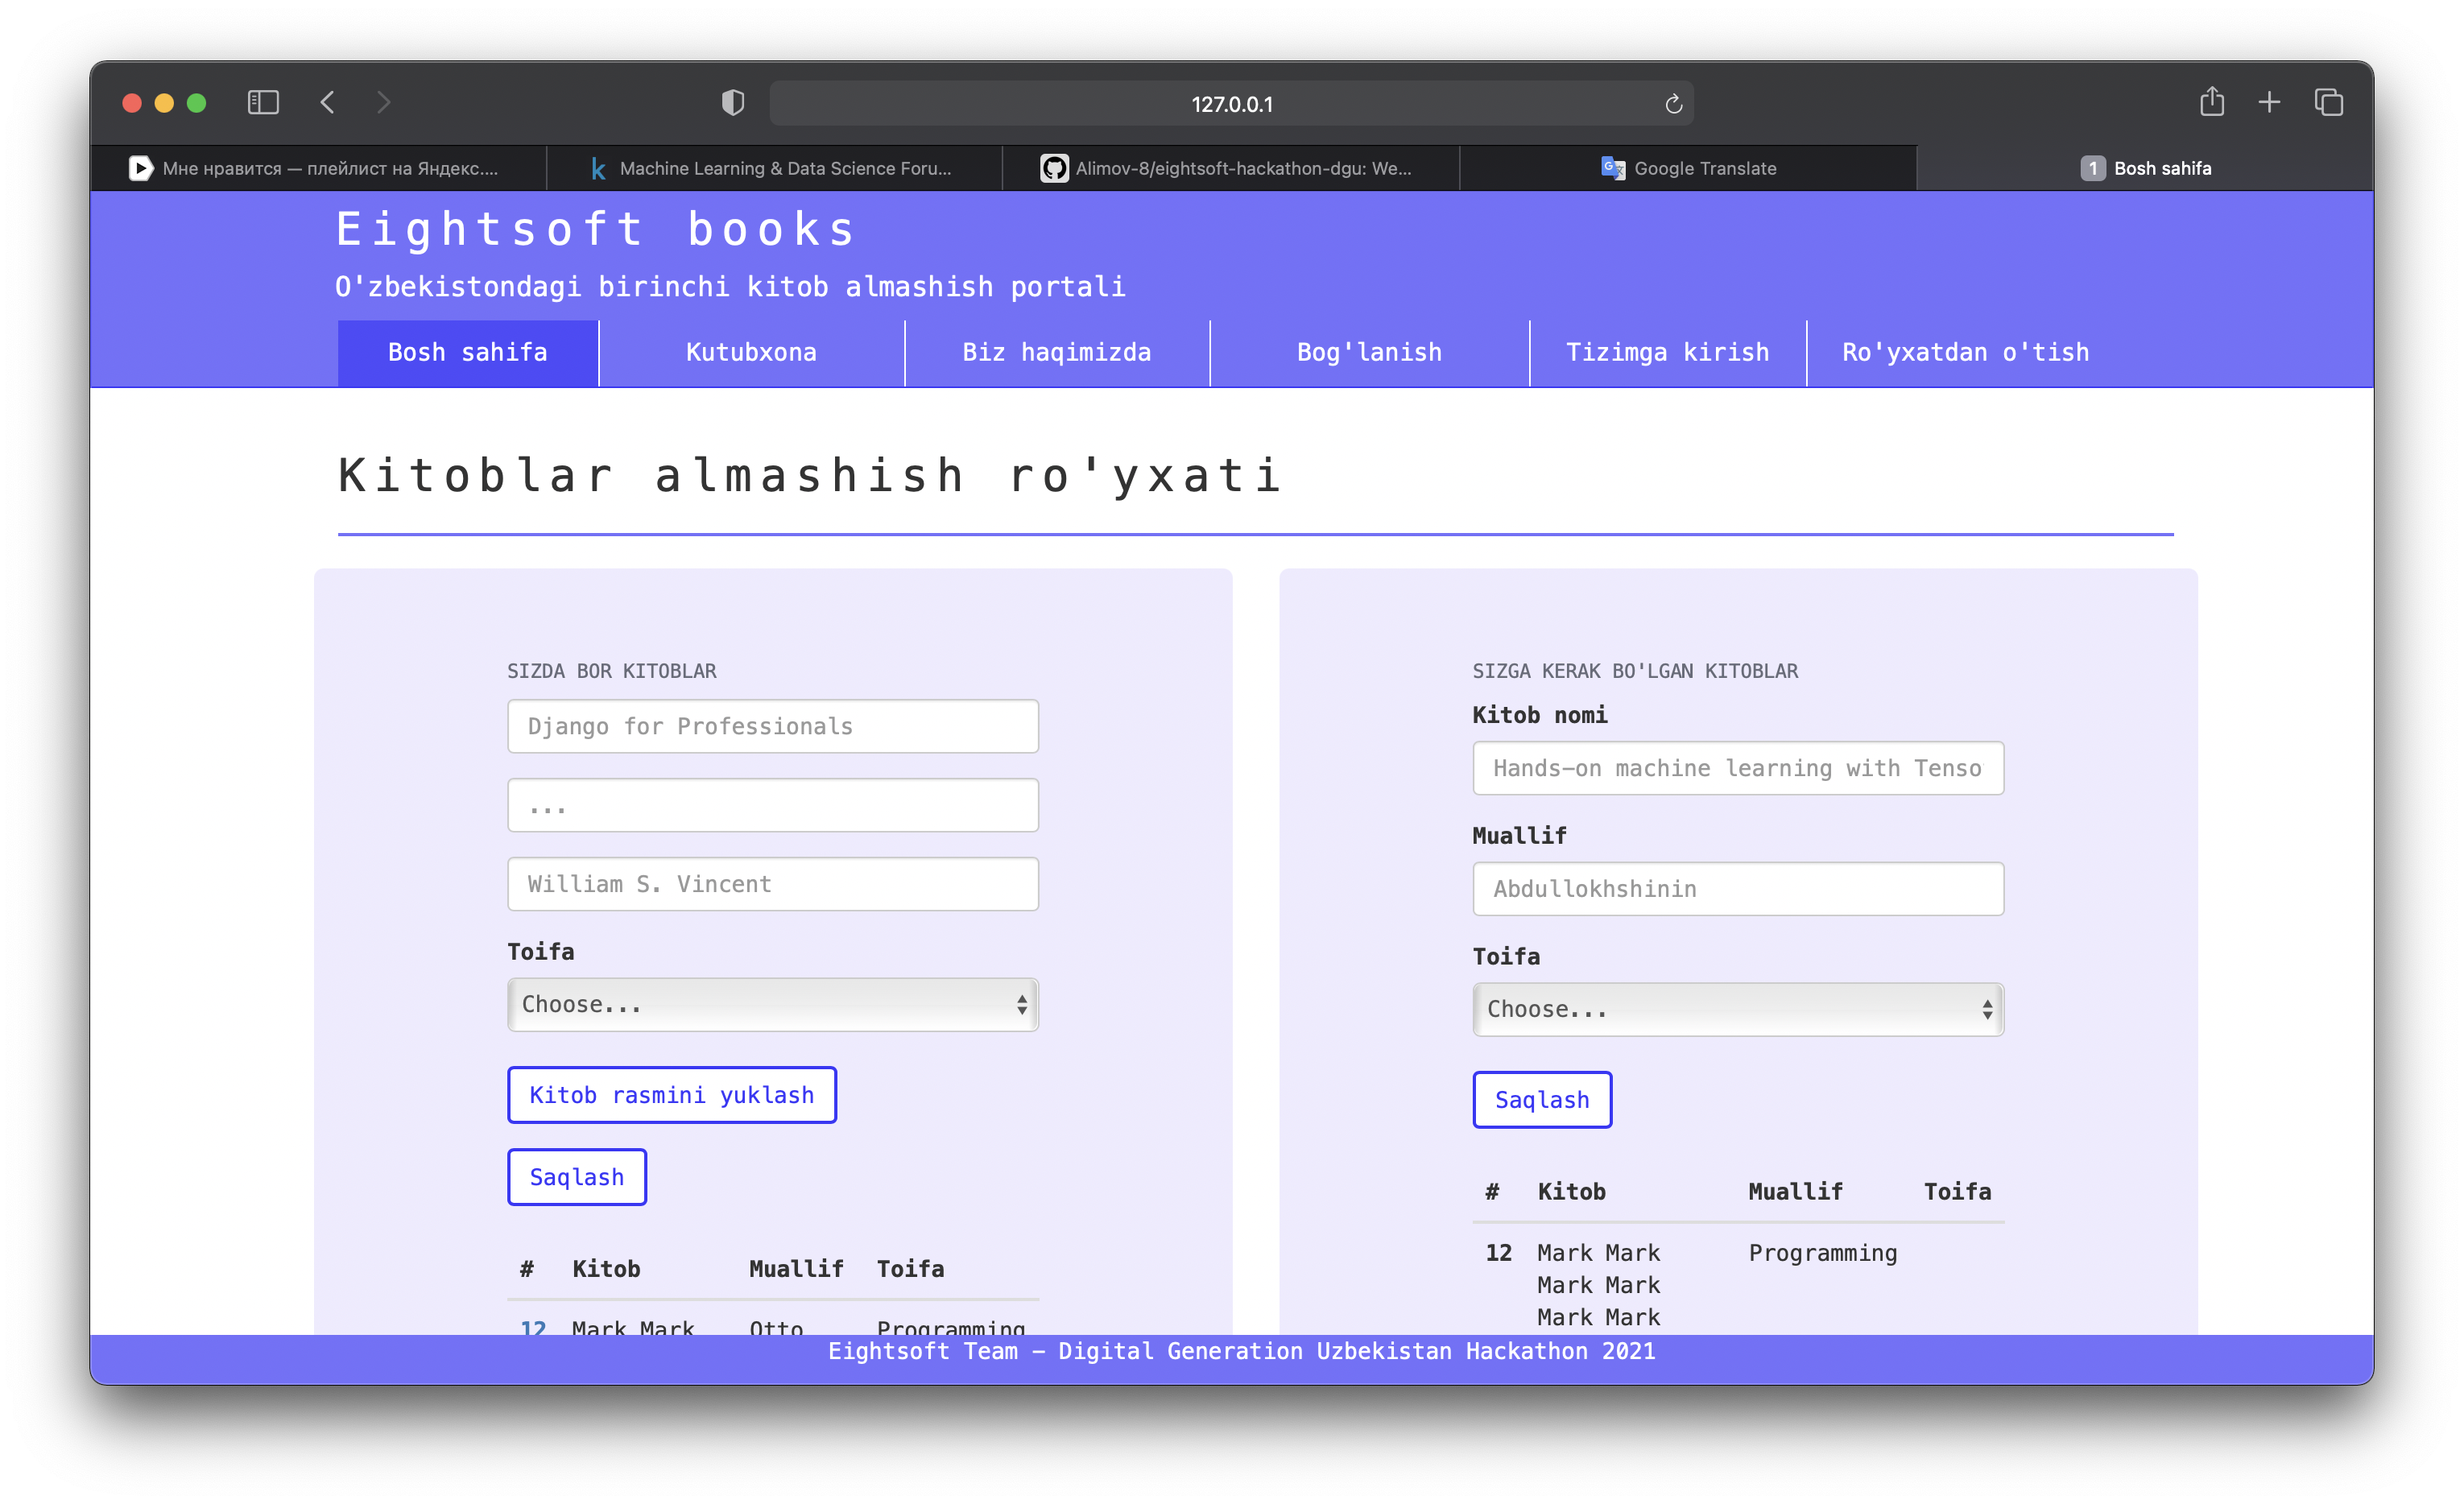 127.0.0.1
Мне нравится — плейлист на Яндекс....
Machine Learning & Data Science Foru...
Alimov-8/eightsoft-hackathon-dgu: We...
Google Translate
1 Bosh sahifa
Eightsoft books
O'zbekistondagi birinchi kitob almashish portali
Bosh sahifa
Kutubxona
Biz haqimizda
Bog'lanish
Tizimga kirish
Ro'yxatdan o'tish
Kitoblar almashish ro'yxati
SIZDA BOR KITOBLAR
Django for Professionals
...
William S. Vincent
Toifa
Choose...
Kitob rasmini yuklash
Saqlash
# Kitob Muallif Toifa
12 Mark Mark Otto Programming
SIZGA KERAK BO'LGAN KITOBLAR
Kitob nomi
Hands-on machine learning with Tenso
Muallif
Abdullokhshinin
Toifa
Choose...
Saqlash
# Kitob Muallif Toifa
12 Mark Mark Programming
Mark Mark
Mark Mark
Eightsoft Team - Digital Generation Uzbekistan Hackathon 2021